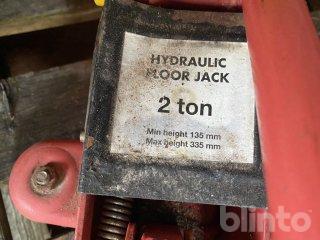 HYDRAULIC
FLOOR JACK
2 ton
Min height 135 mm
Max height 335 mm
blinto